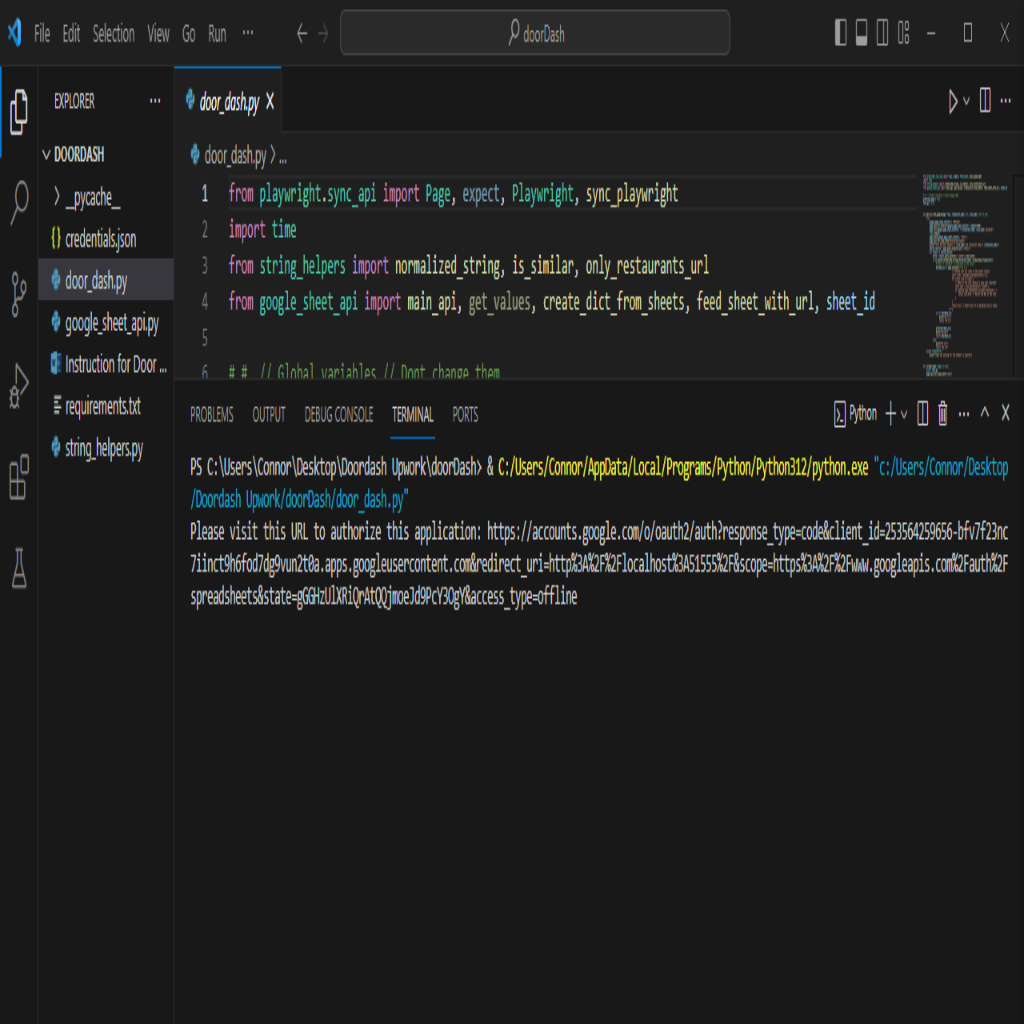 File Edit Selection View Go Run ··· doorDash
EXPLORER ···
DOORDASH
__pycache__
credentials.json
door_dash.py
google_sheet_api.py
Instruction for Door ...
requirements.txt
string_helpers.py
door_dash.py
door_dash.py > ...
1 from playwright.sync_api import Page, expect, Playwright, sync_playwright
2 import time
3 from string_helpers import normalized_string, is_similar, only_restaurants_url
4 from google_sheet_api import main_api, get_values, create_dict_from_sheets, feed_sheet_with_url, sheet_id
5
6 # # // Global variables // Dont change them
PROBLEMS OUTPUT DEBUG CONSOLE TERMINAL PORTS Python
PS C:\Users\Connor\Desktop\Doordash Upwork\doorDash> & C:/Users/Connor/AppData/Local/Programs/Python/Python312/python.exe "c:/Users/Connor/Desktop
/Doordash Upwork/doorDash/door_dash.py"
Please visit this URL to authorize this application: https://accounts.google.com/o/oauth2/auth?response_type=code&client_id=253564259656-bfv7f23nc
7iinct9h6fod7dg9vun2t0a.apps.googleusercontent.com&redirect_uri=http%3A%2F%2Flocalhost%3A51555%2F&scope=https%3A%2F%2Fwww.googleapis.com%2Fauth%2F
spreadsheets&state=gGGHzUlXRiQrAtQQjmoeJd9PcY3OgY&access_type=offline